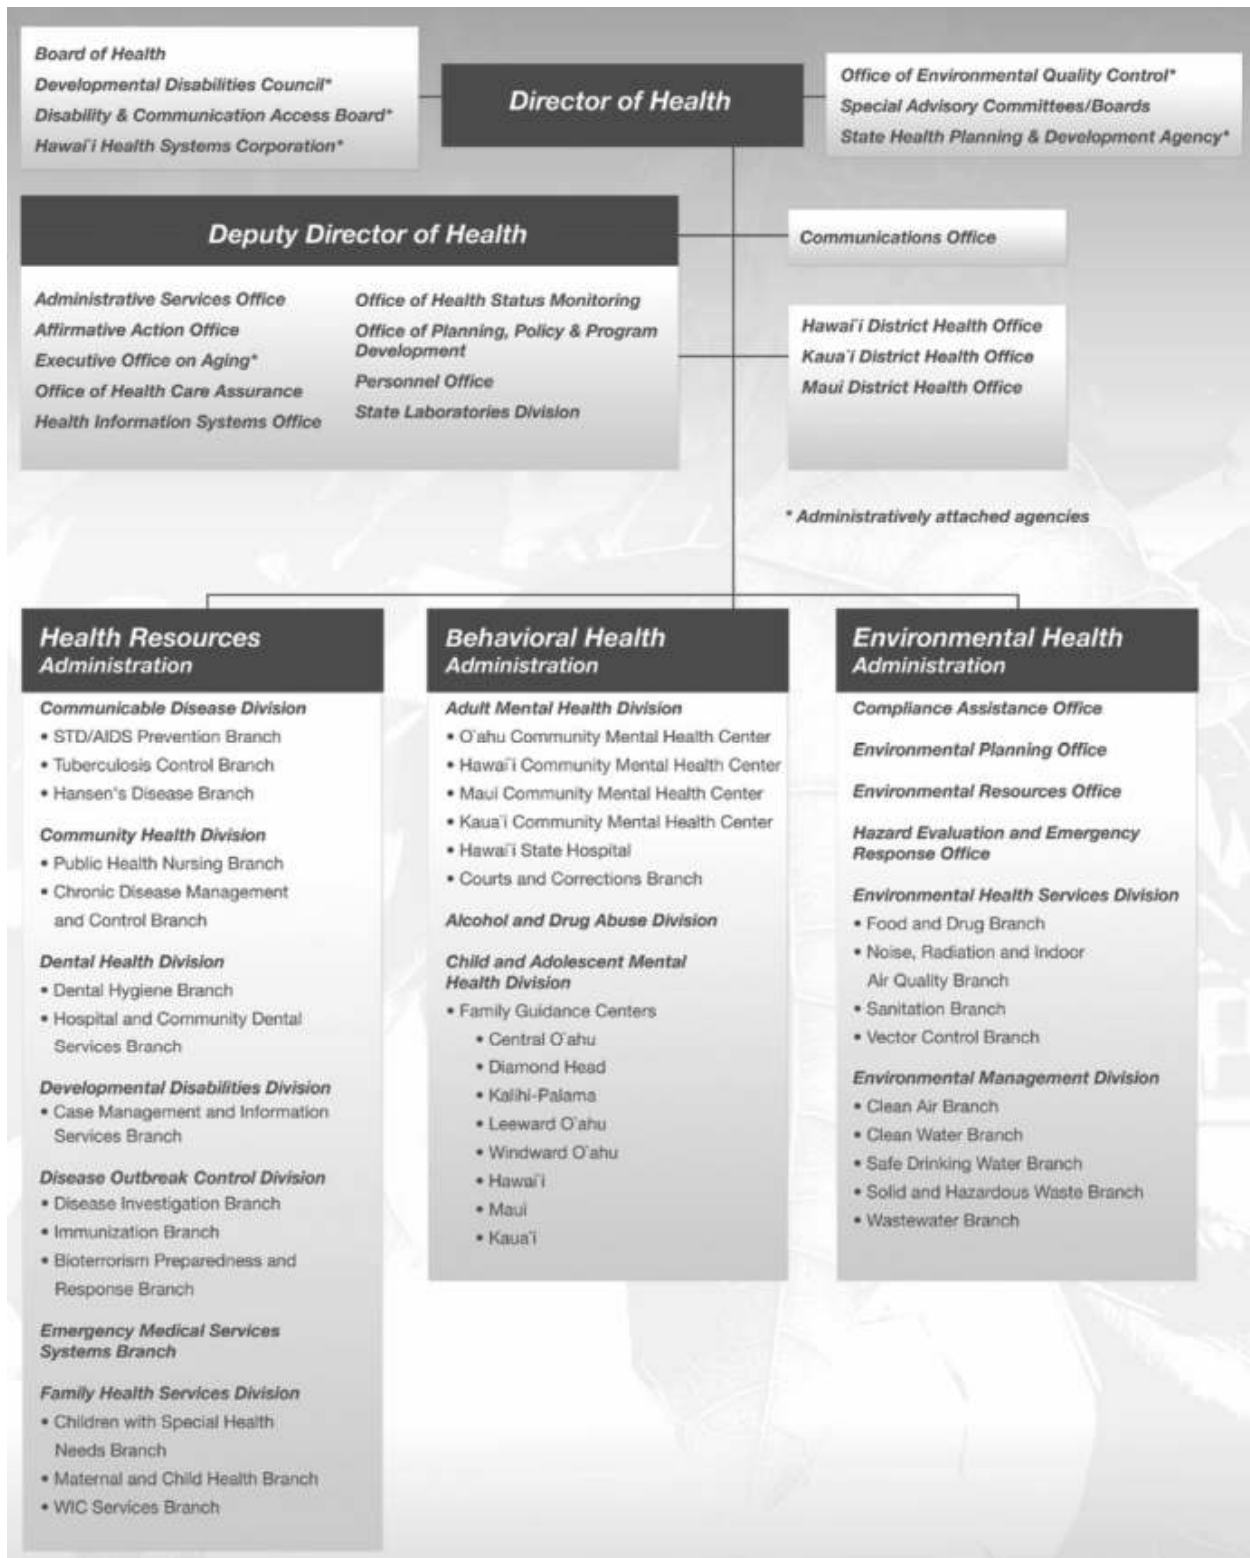 Board of Health
Developmental Disabilities Council*
Disability & Communication Access Board*
Hawai`i Health Systems Corporation*
Director of Health
Office of Environmental Quality Control*
Special Advisory Committees/Boards
State Health Planning & Development Agency*
Deputy Director of Health
Administrative Services Office
Affirmative Action Office
Executive Office on Aging*
Office of Health Care Assurance
Health Information Systems Office
Office of Health Status Monitoring
Office of Planning, Policy & Program
Development
Personnel Office
State Laboratories Division
Communications Office
Hawai`i District Health Office
Kaua`i District Health Office
Maui District Health Office
* Administratively attached agencies
Health Resources
Administration
Communicable Disease Division
• STD/AIDS Prevention Branch
• Tuberculosis Control Branch
• Hansen's Disease Branch
Community Health Division
• Public Health Nursing Branch
• Chronic Disease Management
and Control Branch
Dental Health Division
• Dental Hygiene Branch
• Hospital and Community Dental
Services Branch
Developmental Disabilities Division
• Case Management and Information
Services Branch
Disease Outbreak Control Division
• Disease Investigation Branch
• Immunization Branch
• Bioterrorism Preparedness and
Response Branch
Emergency Medical Services
Systems Branch
Family Health Services Division
• Children with Special Health
Needs Branch
• Maternal and Child Health Branch
• WIC Services Branch
Behavioral Health
Administration
Adult Mental Health Division
• O`ahu Community Mental Health Center
• Hawai`i Community Mental Health Center
• Maui Community Mental Health Center
• Kaua`i Community Mental Health Center
• Hawai`i State Hospital
• Courts and Corrections Branch
Alcohol and Drug Abuse Division
Child and Adolescent Mental
Health Division
• Family Guidance Centers
• Central O`ahu
• Diamond Head
• Kalihi-Palama
• Leeward O`ahu
• Windward O`ahu
• Hawai`i
• Maui
• Kaua`i
Environmental Health
Administration
Compliance Assistance Office
Environmental Planning Office
Environmental Resources Office
Hazard Evaluation and Emergency
Response Office
Environmental Health Services Division
• Food and Drug Branch
• Noise, Radiation and Indoor
Air Quality Branch
• Sanitation Branch
• Vector Control Branch
Environmental Management Division
• Clean Air Branch
• Clean Water Branch
• Safe Drinking Water Branch
• Solid and Hazardous Waste Branch
• Wastewater Branch